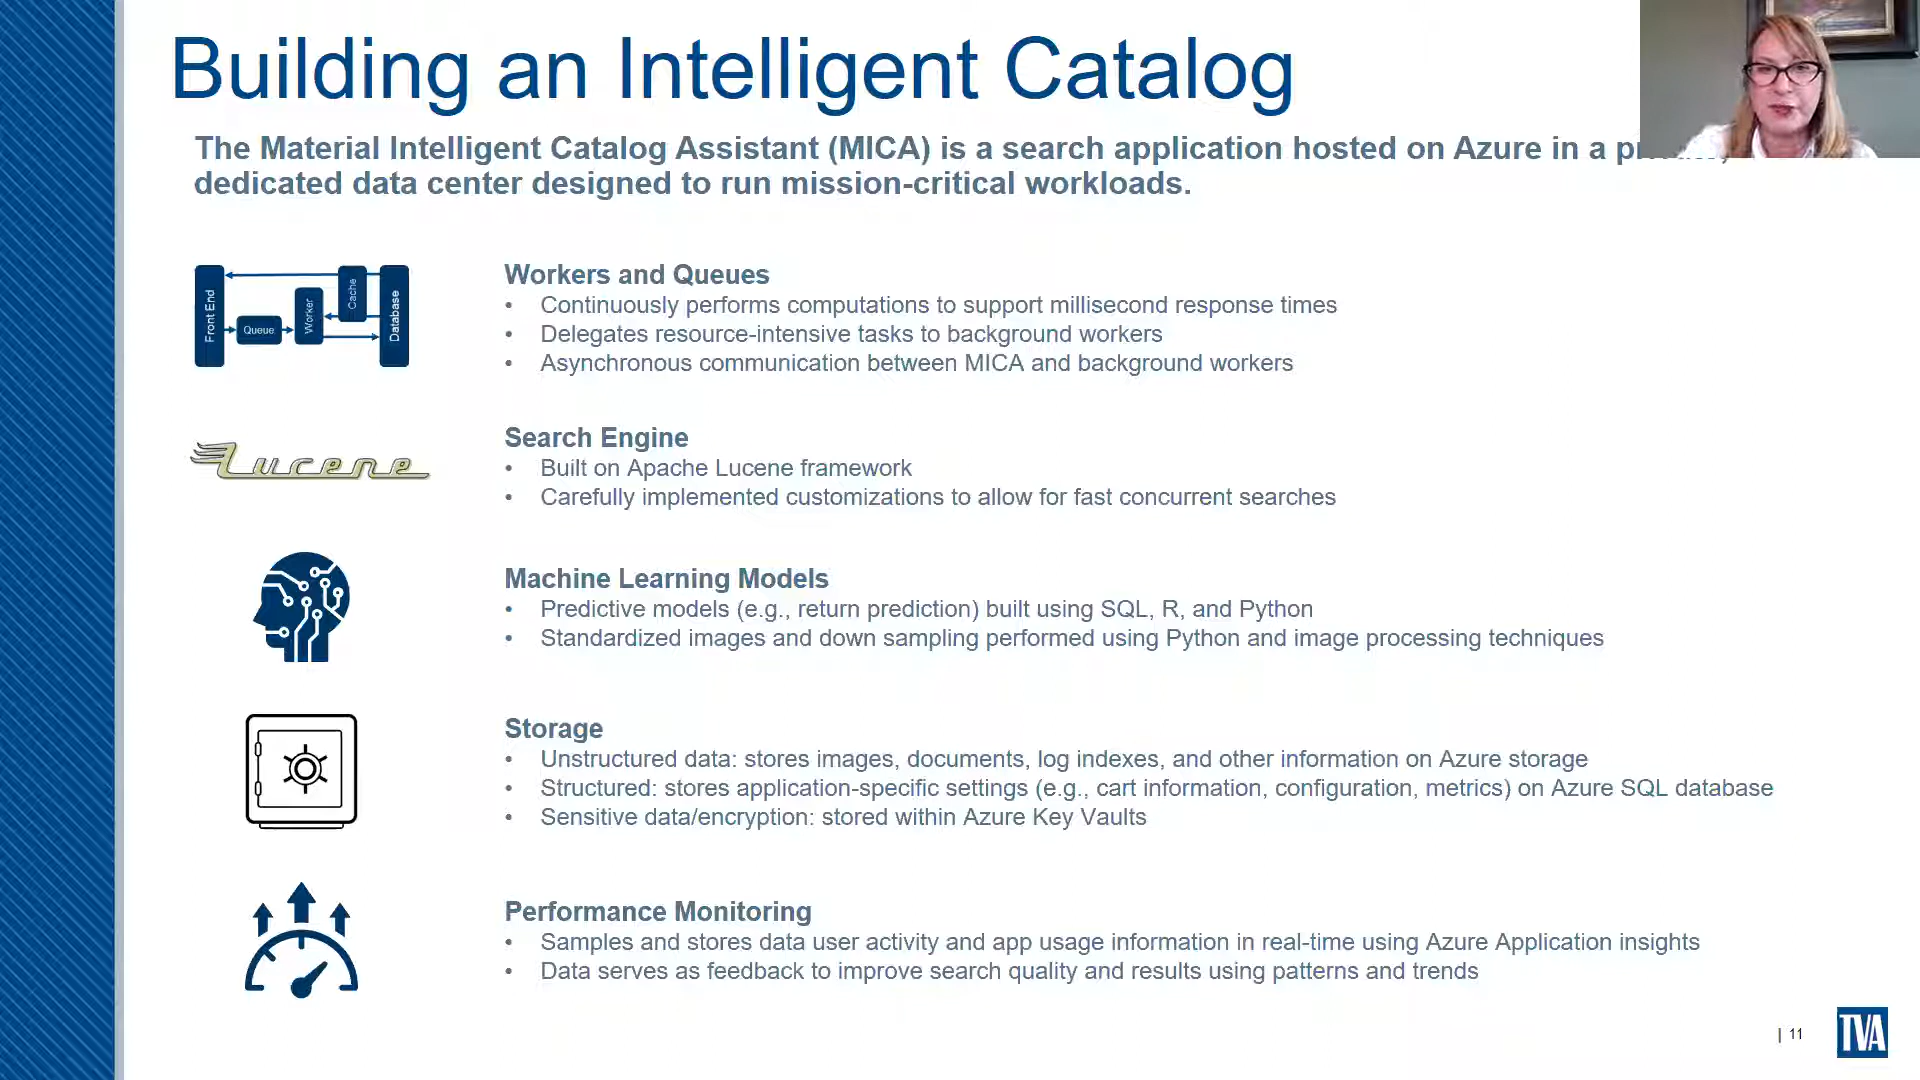 Building an Intelligent Catalog
The Material Intelligent Catalog Assistant (MICA) is a search application hosted on Azure in a
dedicated data center designed to run mission-critical workloads.
Front End
Queue
Worker
Cache
Database
Workers and Queues
• Continuously performs computations to support millisecond response times
• Delegates resource-intensive tasks to background workers
• Asynchronous communication between MICA and background workers
Lucene
Search Engine
• Built on Apache Lucene framework
• Carefully implemented customizations to allow for fast concurrent searches
Machine Learning Models
• Predictive models (e.g., return prediction) built using SQL, R, and Python
• Standardized images and down sampling performed using Python and image processing techniques
Storage
• Unstructured data: stores images, documents, log indexes, and other information on Azure storage
• Structured: stores application-specific settings (e.g., cart information, configuration, metrics) on Azure SQL database
• Sensitive data/encryption: stored within Azure Key Vaults
Performance Monitoring
• Samples and stores data user activity and app usage information in real-time using Azure Application insights
• Data serves as feedback to improve search quality and results using patterns and trends
| 11
TVA